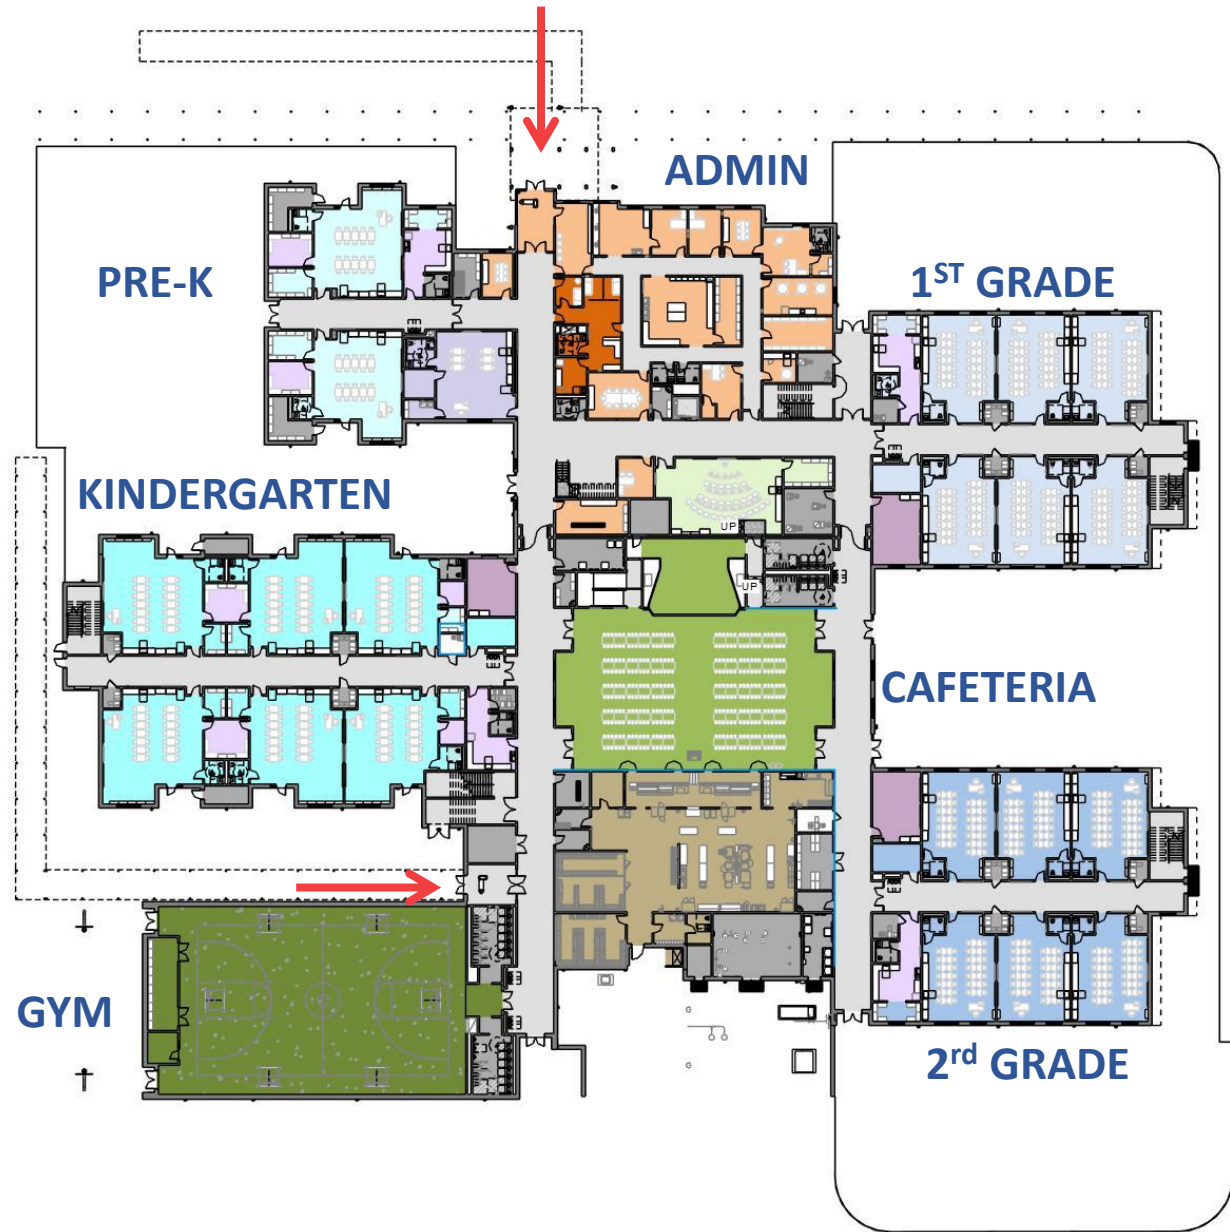 ADMIN
PRE-K
1ST GRADE
KINDERGARTEN
UP
UP
CAFETERIA
GYM
2rd GRADE